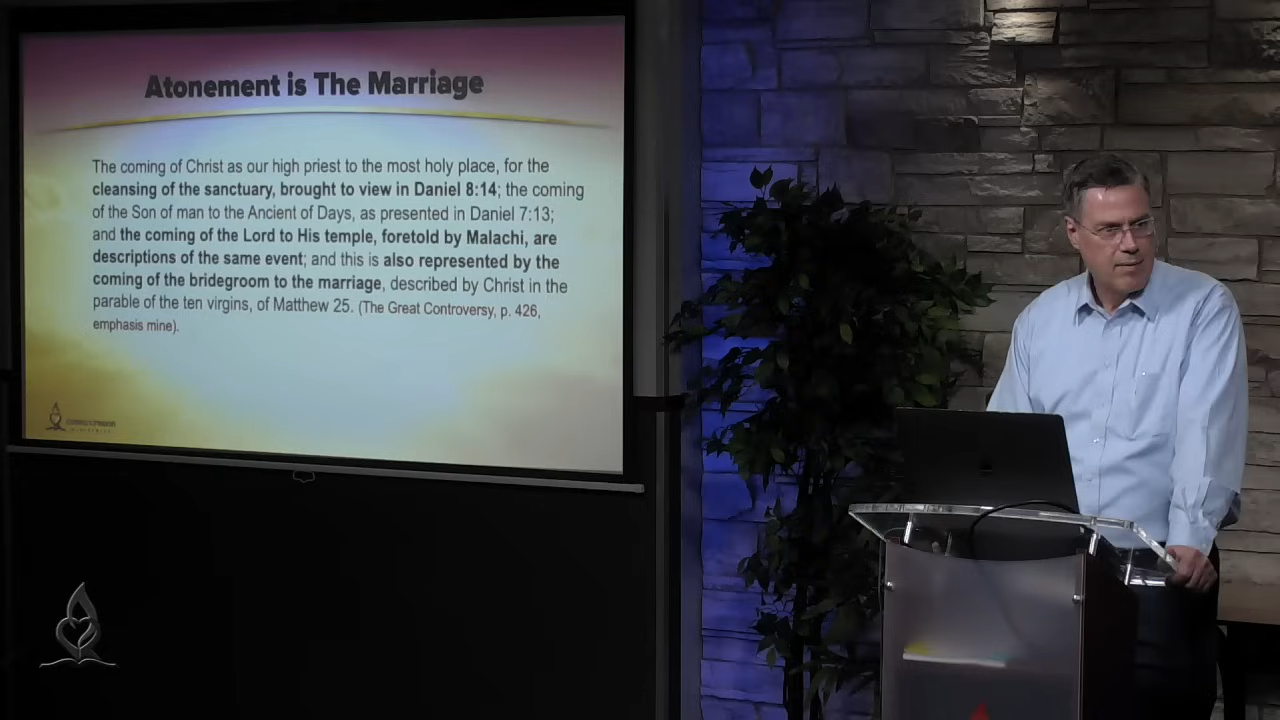 Atonement is The Marriage
The coming of Christ as our high priest to the most holy place, for the
cleansing of the sanctuary, brought to view in Daniel 8:14; the coming
of the Son of man to the Ancient of Days, as presented in Daniel 7:13;
and the coming of the Lord to His temple, foretold by Malachi, are
descriptions of the same event; and this is also represented by the
coming of the bridegroom to the marriage, described by Christ in the
parable of the ten virgins, of Matthew 25. (The Great Controversy, p. 426,
emphasis mine).